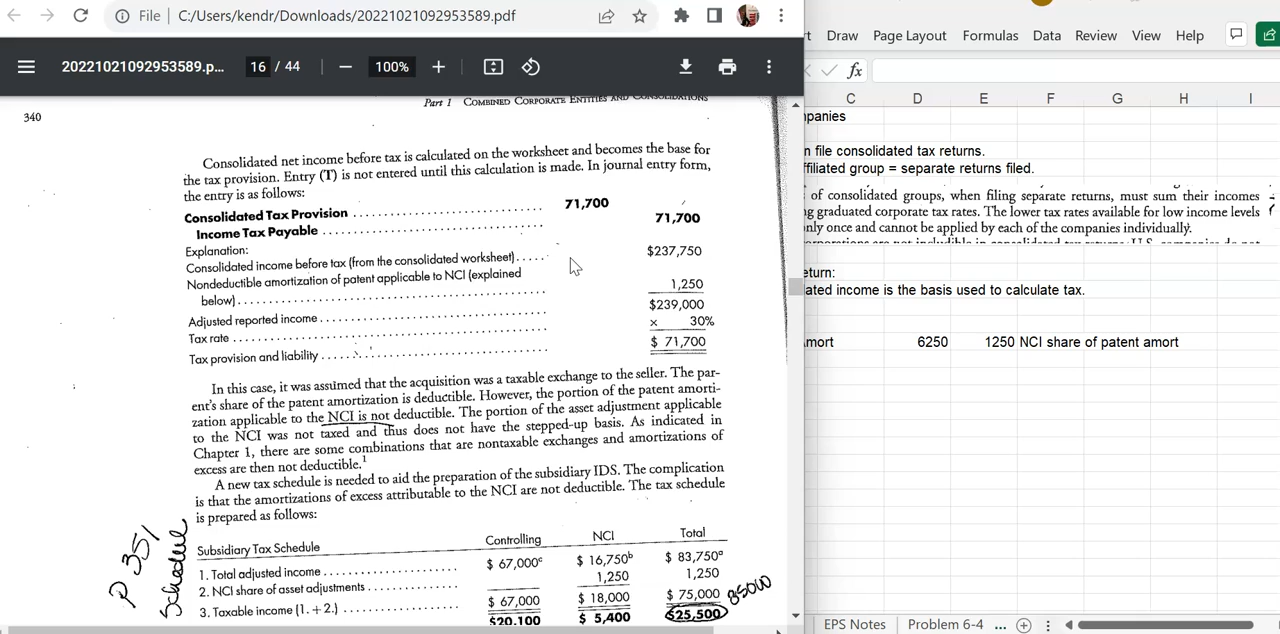 File | C:/Users/kendr/Downloads/20221021092953589.pdf
20221021092953589.p... 16 / 44 100%
340
Part 1 COMBINED CORPORATE ENTITIES AND CONSOLIDATIONS
Consolidated net income before tax is calculated on the worksheet and becomes the base for
the tax provision. Entry (T) is not entered until this calculation is made. In journal entry form,
the entry is as follows:
Consolidated Tax Provision 71,700
Income Tax Payable 71,700
Explanation:
Consolidated income before tax (from the consolidated worksheet) $237,750
Nondeductible amortization of patent applicable to NCI (explained
below) 1,250
Adjusted reported income $239,000
Tax rate x 30%
Tax provision and liability $ 71,700
In this case, it was assumed that the acquisition was a taxable exchange to the seller. The par-
ent's share of the patent amortization is deductible. However, the portion of the patent amorti-
zation applicable to the NCI is not deductible. The portion of the asset adjustment applicable
to the NCI was not taxed and thus does not have the stepped-up basis. As indicated in
Chapter 1, there are some combinations that are nontaxable exchanges and amortizations of
excess are then not deductible.1
A new tax schedule is needed to aid the preparation of the subsidiary IDS. The complication
is that the amortizations of excess attributable to the NCI are not deductible. The tax schedule
is prepared as follows:
P 351
Schedule
Subsidiary Tax Schedule Controlling NCI Total
1. Total adjusted income $ 67,000c $ 16,750b $ 83,750a
2. NCI share of asset adjustments 1,250 1,250
3. Taxable income (1. + 2.) $ 67,000 $ 18,000 $ 75,000 85000
$20,100 $ 5,400 $25,500
t Draw Page Layout Formulas Data Review View Help
fx
C D E F G H I
npanies
n file consolidated tax returns.
ffiliated group = separate returns filed.
of consolidated groups, when filing separate returns, must sum their incomes
g graduated corporate tax rates. The lower tax rates available for low income levels
nly once and cannot be applied by each of the companies individually.
eturn:
ated income is the basis used to calculate tax.
mort 6250 1250 NCI share of patent amort
EPS Notes Problem 6-4 ...